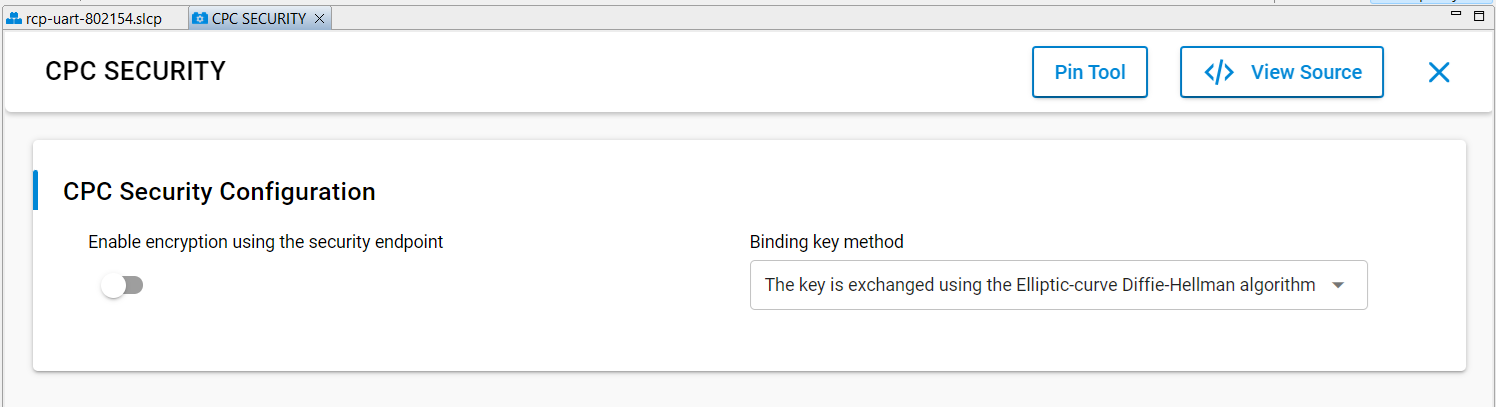 rcp-uart-802154.slcp
CPC SECURITY
CPC SECURITY
Pin Tool
View Source
CPC Security Configuration
Enable encryption using the security endpoint
Binding key method
The key is exchanged using the Elliptic-curve Diffie-Hellman algorithm